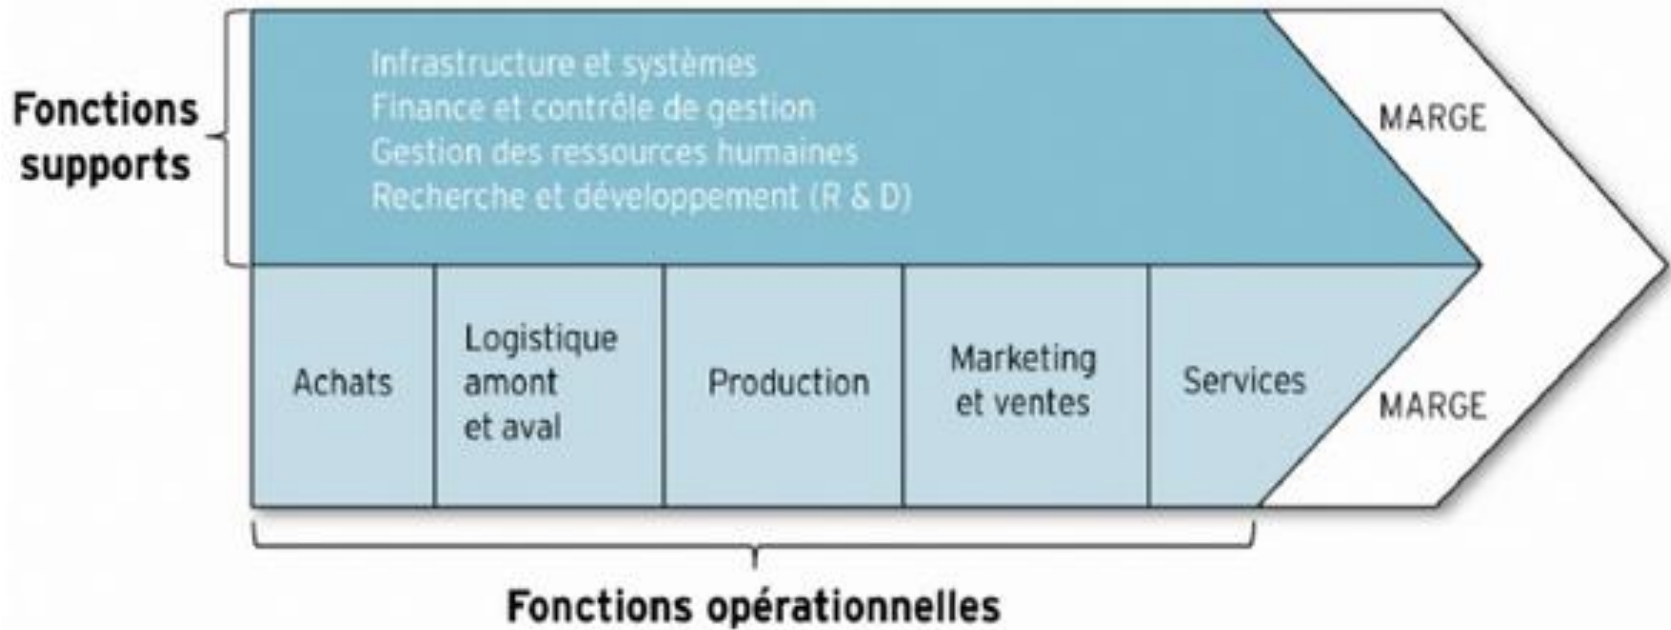 Fonctions
supports
Infrastructure et systèmes
Finance et contrôle de gestion
Gestion des ressources humaines
Recherche et développement (R & D)
MARGE
Achats
Logistique
amont
et aval
Production
Marketing
et ventes
Services
MARGE
Fonctions opérationnelles